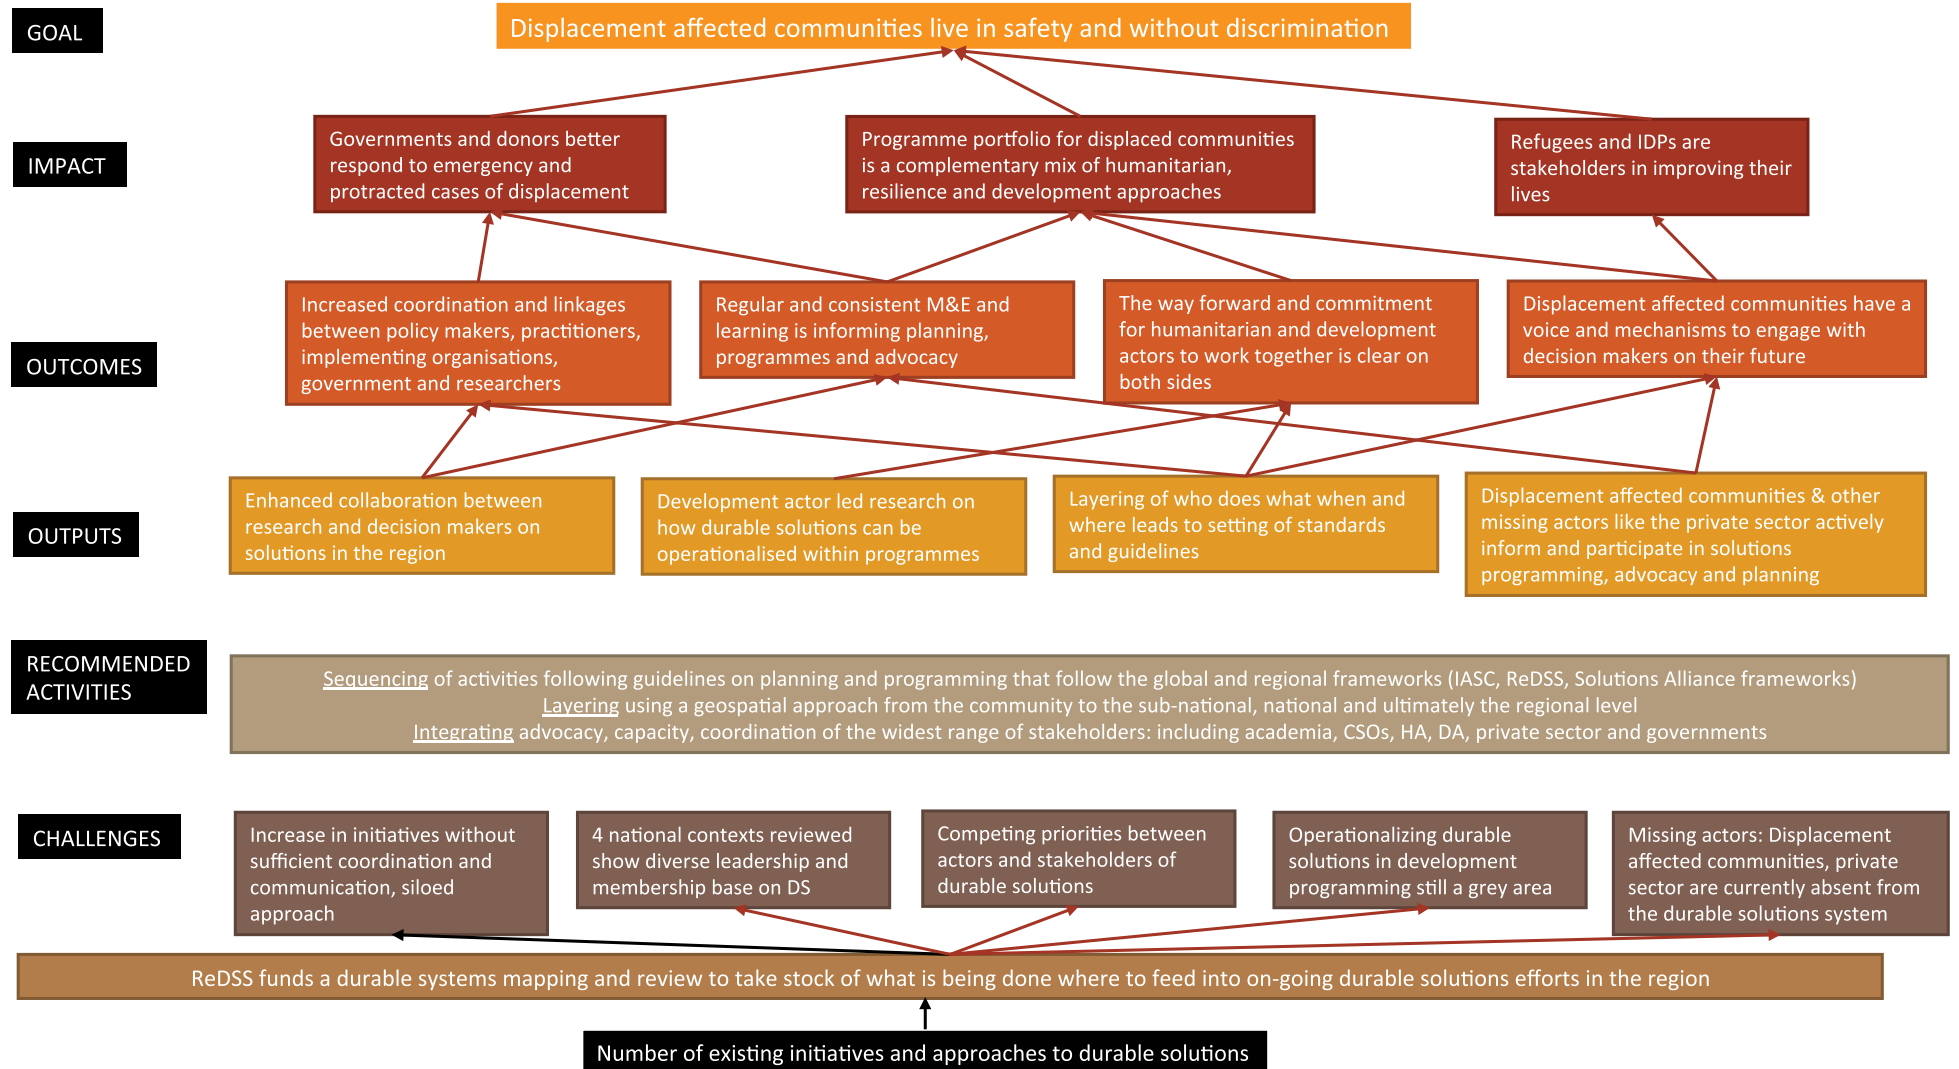 GOAL
Displacement affected communities live in safety and without discrimination
IMPACT
Governments and donors better
respond to emergency and
protracted cases of displacement
Programme portfolio for displaced communities
is a complementary mix of humanitarian,
resilience and development approaches
Refugees and IDPs are
stakeholders in improving their
lives
OUTCOMES
Increased coordination and linkages
between policy makers, practitioners,
implementing organisations,
government and researchers
Regular and consistent M&E and
learning is informing planning,
programmes and advocacy
The way forward and commitment
for humanitarian and development
actors to work together is clear on
both sides
Displacement affected communities have a
voice and mechanisms to engage with
decision makers on their future
OUTPUTS
Enhanced collaboration between
research and decision makers on
solutions in the region
Development actor led research on
how durable solutions can be
operationalised within programmes
Layering of who does what when and
where leads to setting of standards
and guidelines
Displacement affected communities & other
missing actors like the private sector actively
inform and participate in solutions
programming, advocacy and planning
RECOMMENDED
ACTIVITIES
Sequencing of activities following guidelines on planning and programming that follow the global and regional frameworks (IASC, ReDSS, Solutions Alliance frameworks)
Layering using a geospatial approach from the community to the sub-national, national and ultimately the regional level
Integrating advocacy, capacity, coordination of the widest range of stakeholders: including academia, CSOs, HA, DA, private sector and governments
CHALLENGES
Increase in initiatives without
sufficient coordination and
communication, siloed
approach
4 national contexts reviewed
show diverse leadership and
membership base on DS
Competing priorities between
actors and stakeholders of
durable solutions
Operationalizing durable
solutions in development
programming still a grey area
Missing actors: Displacement
affected communities, private
sector are currently absent from
the durable solutions system
ReDSS funds a durable systems mapping and review to take stock of what is being done where to feed into on-going durable solutions efforts in the region
Number of existing initiatives and approaches to durable solutions